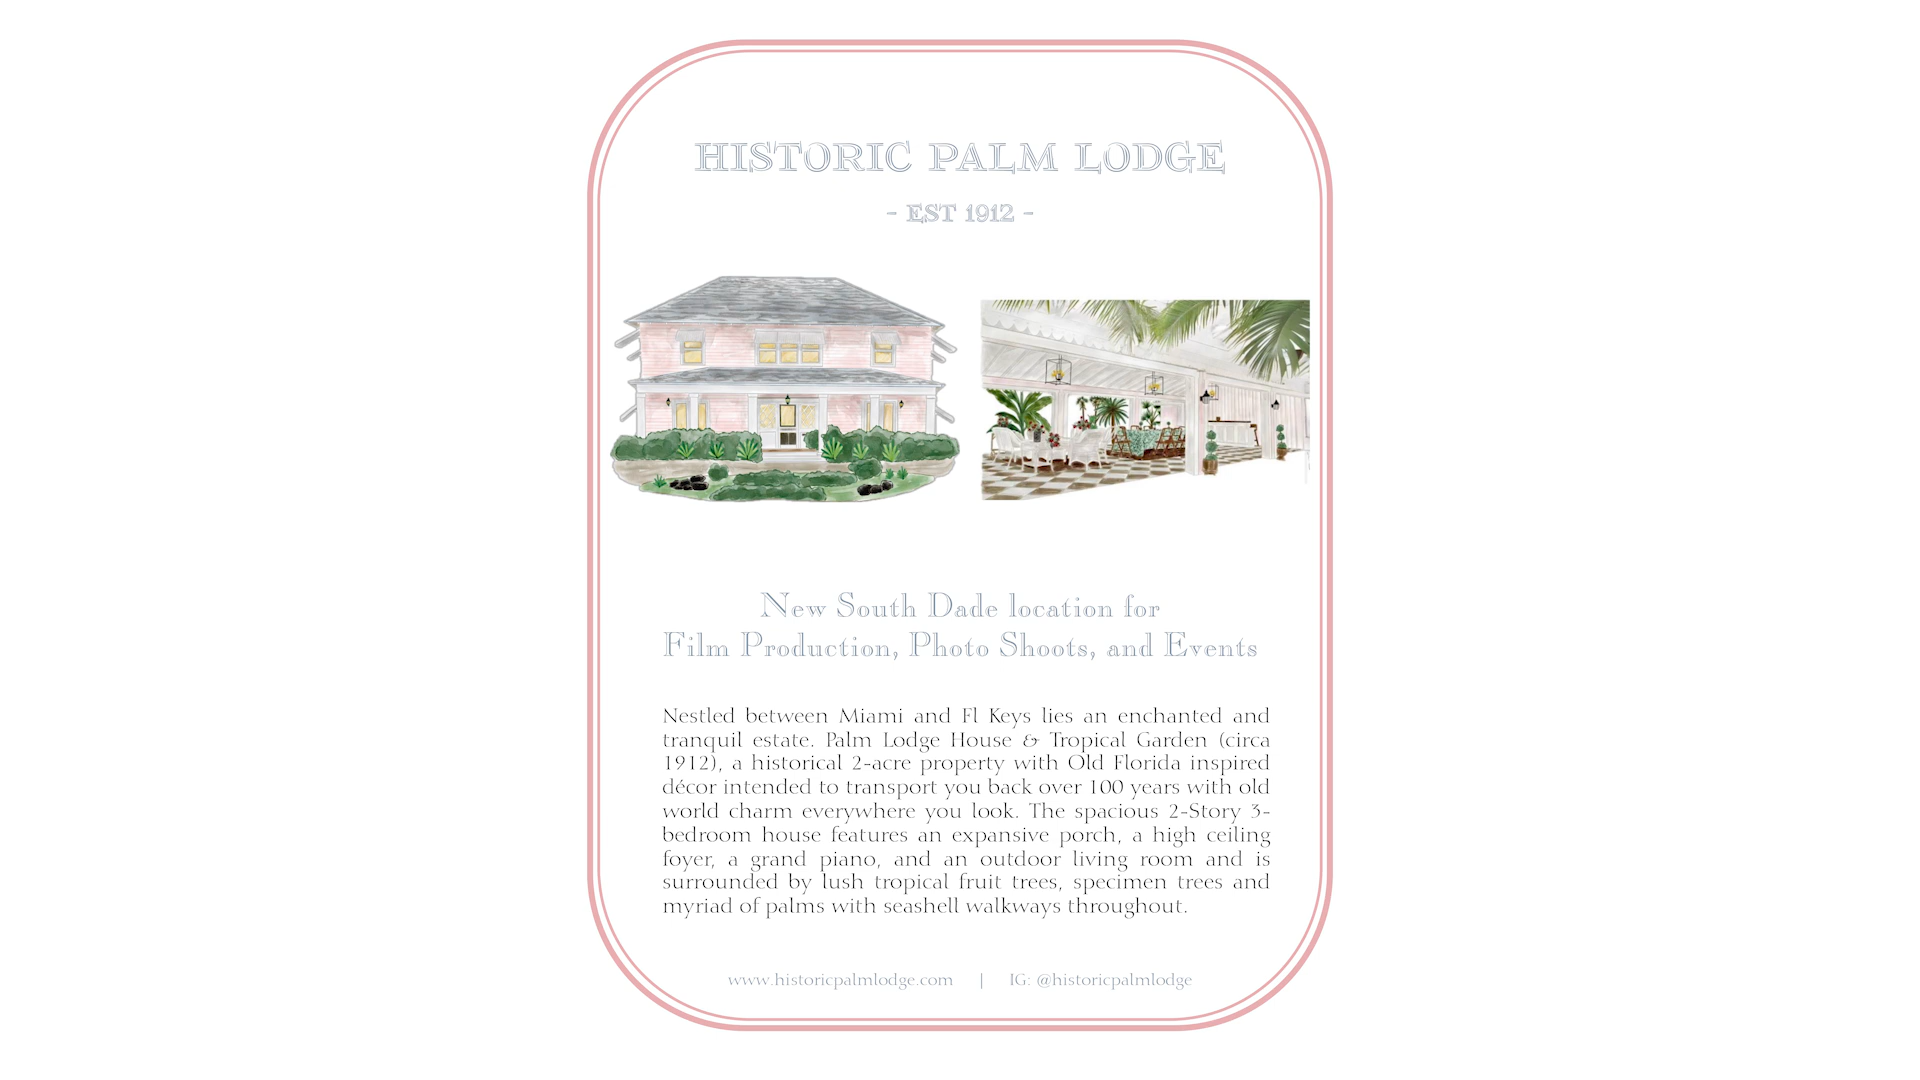 HISTORIC PALM LODGE
- EST 1912 -
New South Dade location for
Film Production, Photo Shoots, and Events
Nestled between Miami and Fl Keys lies an enchanted and
tranquil estate. Palm Lodge House & Tropical Garden (circa
1912), a historical 2-acre property with Old Florida inspired
décor intended to transport you back over 100 years with old
world charm everywhere you look. The spacious 2-Story 3-
bedroom house features an expansive porch, a high ceiling
foyer, a grand piano, and an outdoor living room and is
surrounded by lush tropical fruit trees, specimen trees and
myriad of palms with seashell walkways throughout.
www.historicpalmlodge.com | IG: @historicpalmlodge